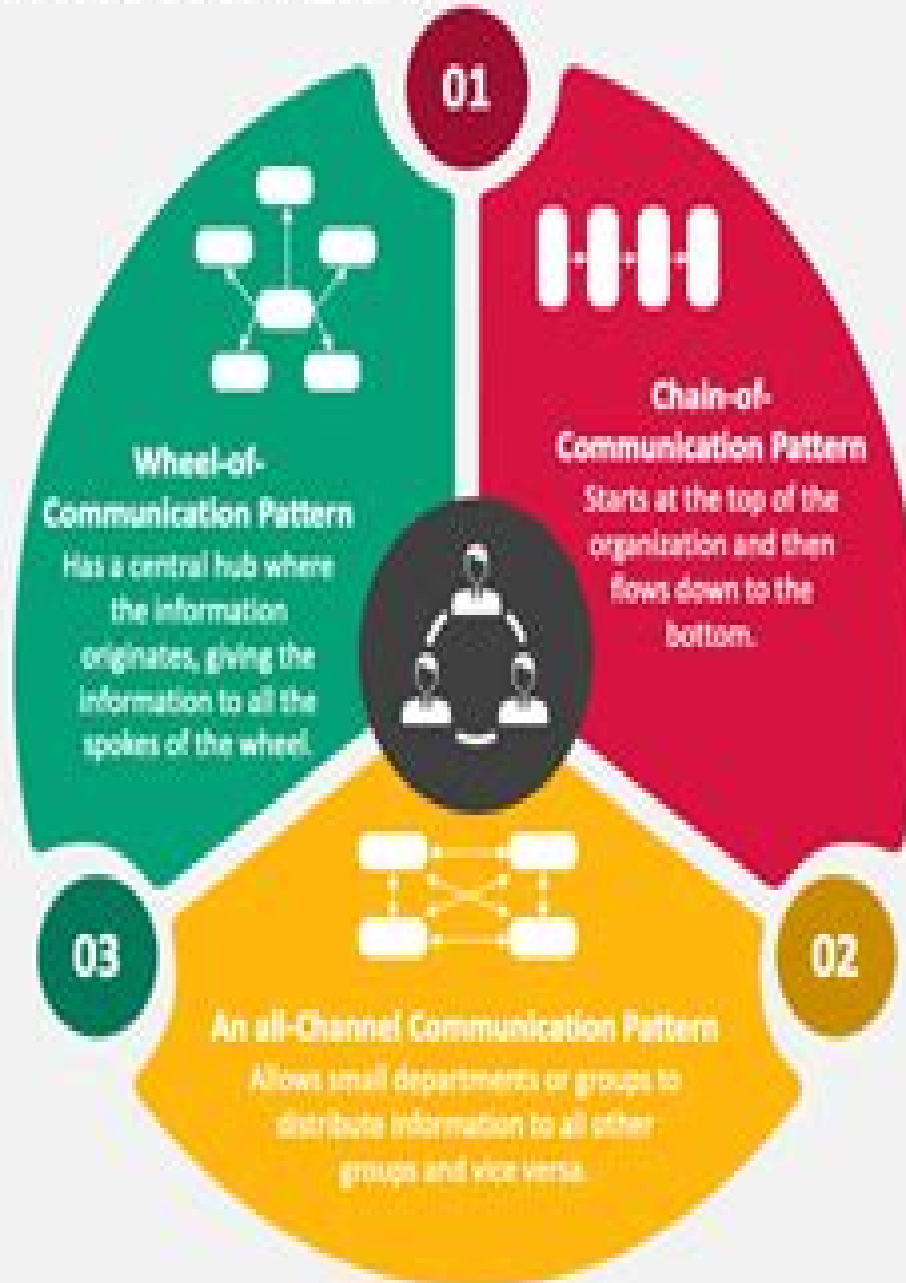 01
Chain-of-
Communication Pattern
Starts at the top of the
organization and then
flows down to the
bottom.
02
An all-Channel Communication Pattern
Allows small departments or groups to
distribute information to all other
groups and vice versa.
03
Wheel-of-
Communication Pattern
Has a central hub where
the information
originates, giving the
information to all the
spokes of the wheel.